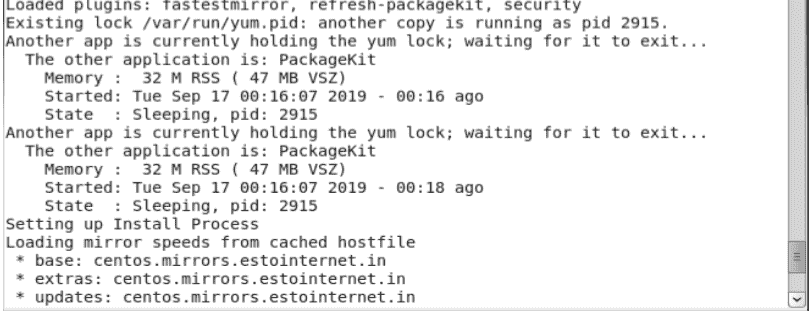 Loaded plugins: fastestmirror, refresh-packagekit, security
Existing lock /var/run/yum.pid: another copy is running as pid 2915.
Another app is currently holding the yum lock; waiting for it to exit...
  The other application is: PackageKit
    Memory :  32 M RSS ( 47 MB VSZ)
    Started: Tue Sep 17 00:16:07 2019 - 00:16 ago
    State  : Sleeping, pid: 2915
Another app is currently holding the yum lock; waiting for it to exit...
  The other application is: PackageKit
    Memory :  32 M RSS ( 47 MB VSZ)
    Started: Tue Sep 17 00:16:07 2019 - 00:18 ago
    State  : Sleeping, pid: 2915
Setting up Install Process
Loading mirror speeds from cached hostfile
 * base: centos.mirrors.estointernet.in
 * extras: centos.mirrors.estointernet.in
 * updates: centos.mirrors.estointernet.in